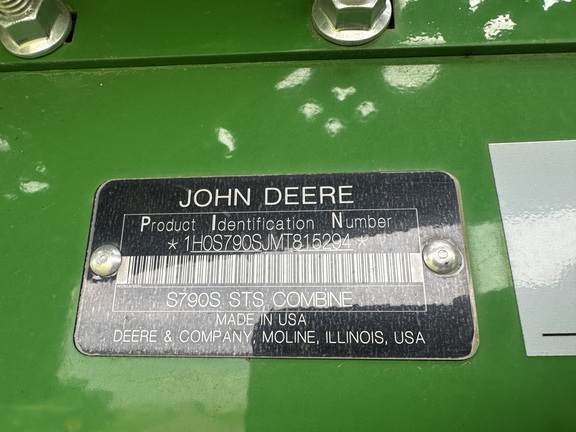 JOHN DEERE
Product Identification Number
*1H0S790SJMT815294*
S790S STS COMBINE
MADE IN USA
DEERE & COMPANY, MOLINE, ILLINOIS, USA